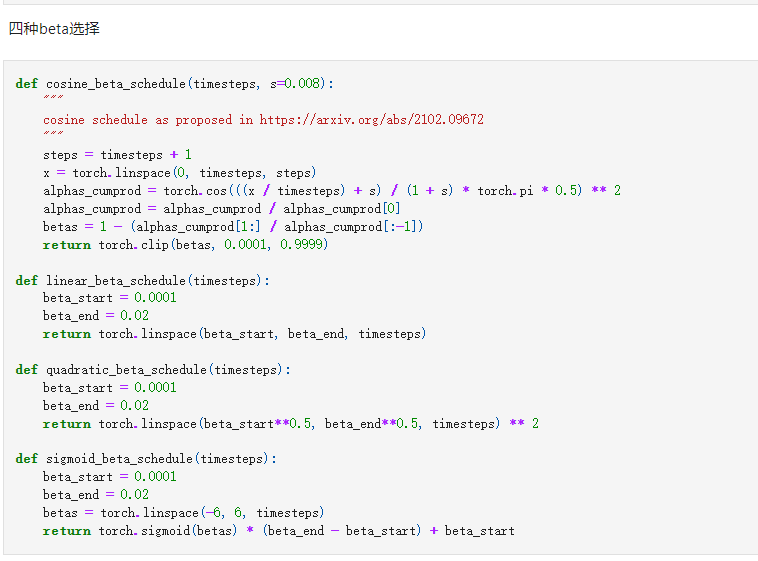 四种beta选择
def cosine_beta_schedule(timesteps, s=0.008):
    """
    cosine schedule as proposed in https://arxiv.org/abs/2102.09672
    """
    steps = timesteps + 1
    x = torch.linspace(0, timesteps, steps)
    alphas_cumprod = torch.cos(((x / timesteps) + s) / (1 + s) * torch.pi * 0.5) ** 2
    alphas_cumprod = alphas_cumprod / alphas_cumprod[0]
    betas = 1 - (alphas_cumprod[1:] / alphas_cumprod[:-1])
    return torch.clip(betas, 0.0001, 0.9999)
def linear_beta_schedule(timesteps):
    beta_start = 0.0001
    beta_end = 0.02
    return torch.linspace(beta_start, beta_end, timesteps)
def quadratic_beta_schedule(timesteps):
    beta_start = 0.0001
    beta_end = 0.02
    return torch.linspace(beta_start**0.5, beta_end**0.5, timesteps) ** 2
def sigmoid_beta_schedule(timesteps):
    beta_start = 0.0001
    beta_end = 0.02
    betas = torch.linspace(-6, 6, timesteps)
    return torch.sigmoid(betas) * (beta_end - beta_start) + beta_start